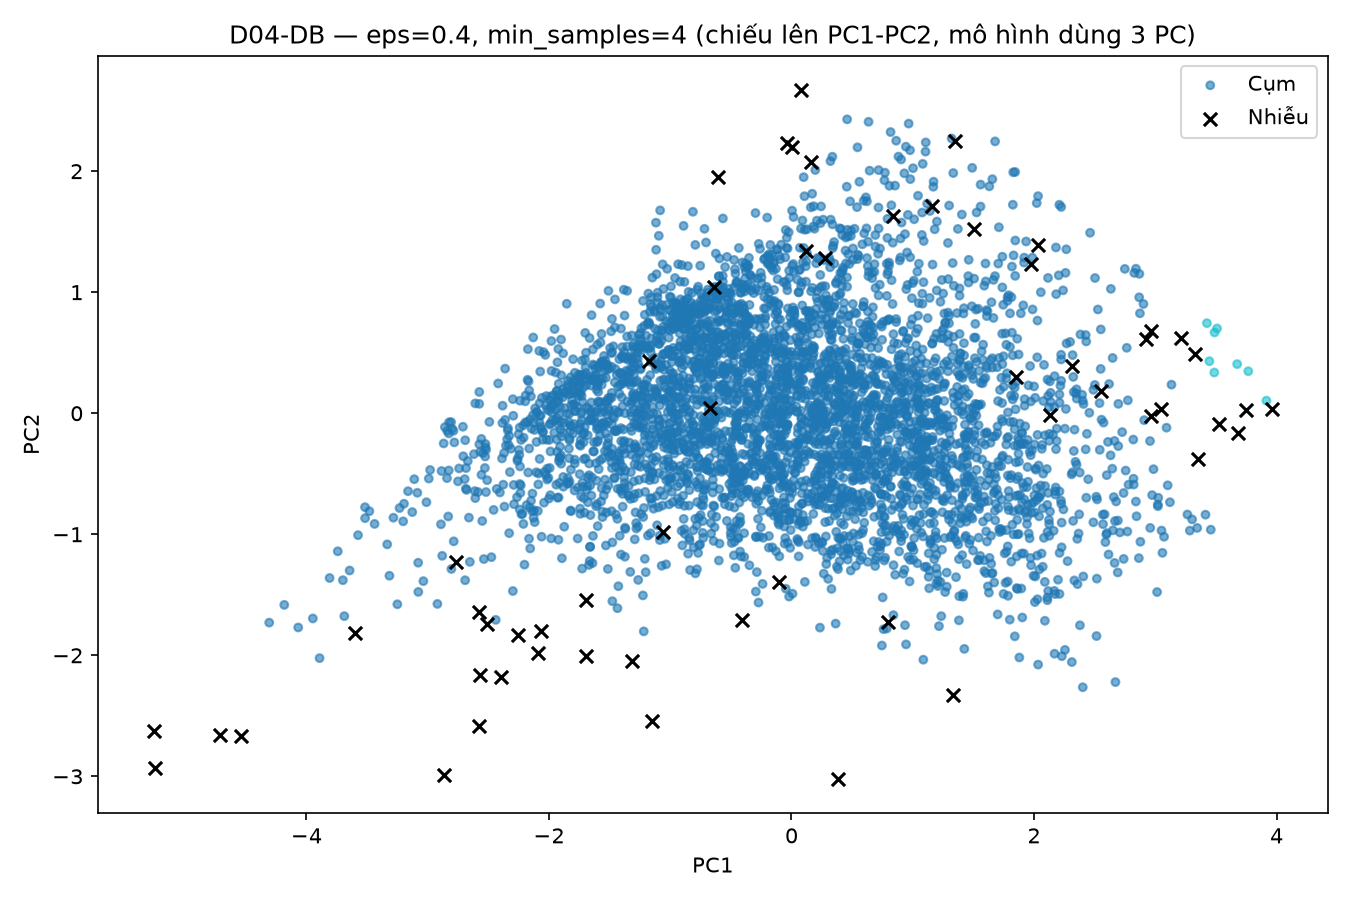 D04-DB — eps=0.4, min_samples=4 (chiếu lên PC1-PC2, mô hình dùng 3 PC)
Cụm
Nhiễu
2
1
0
−1
−2
−3
PC2
−4
−2
0
2
4
PC1